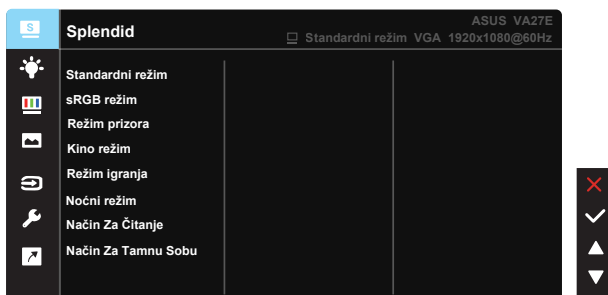 S
Splendid
ASUS VA27E
Standardni režim VGA 1920x1080@60Hz
Standardni režim
sRGB režim
Režim prizora
Kino režim
Režim igranja
Noćni režim
Način Za Čitanje
Način Za Tamnu Sobu